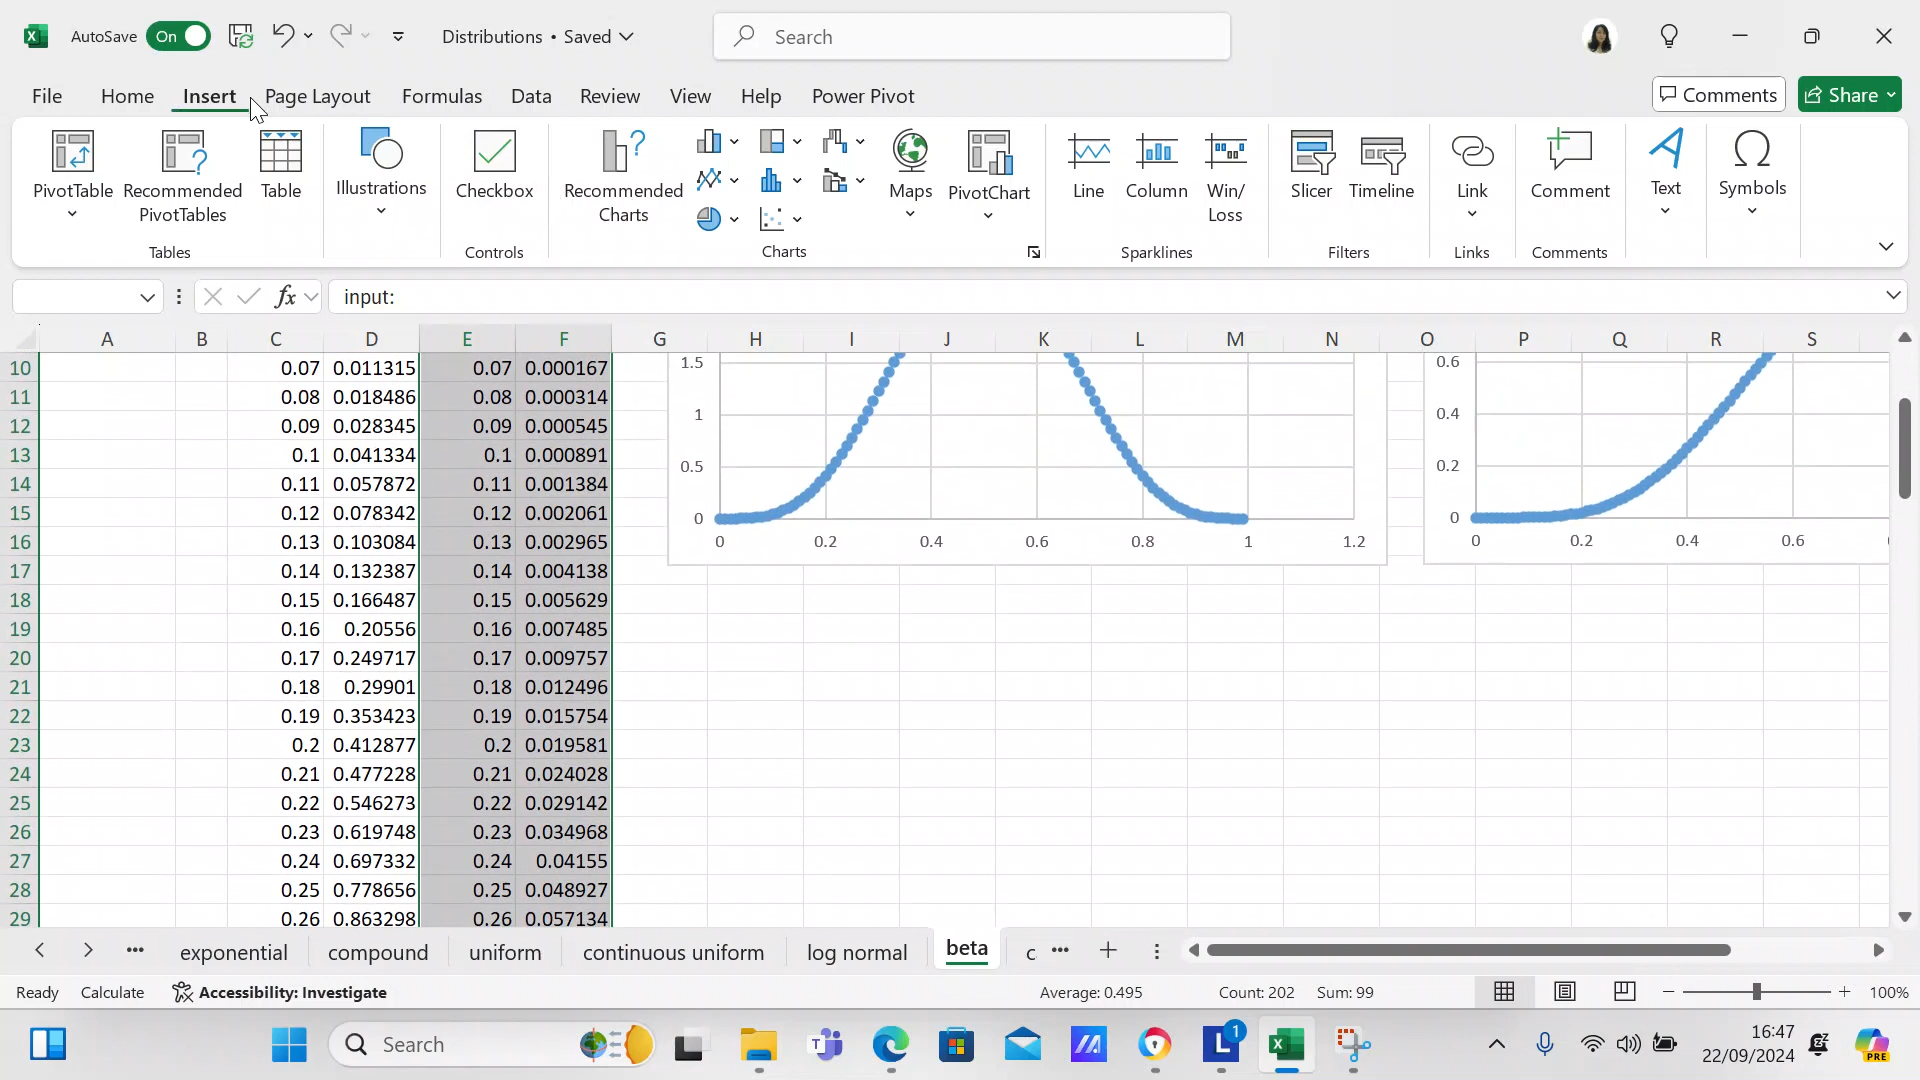 AutoSave On Distributions • Saved Search
File Home Insert Page Layout Formulas Data Review View Help Power Pivot Comments Share
PivotTable Recommended PivotTables Table Illustrations Checkbox Recommended Charts Maps PivotChart Line Column Win/Loss Slicer Timeline Link Comment Text Symbols
Tables Controls Charts Sparklines Filters Links Comments
fx input:
A B C D E F G H I J K L M N O P Q R S
10 0.07 0.011315 0.07 0.000167
11 0.08 0.018486 0.08 0.000314
12 0.09 0.028345 0.09 0.000545
13 0.1 0.041334 0.1 0.000891
14 0.11 0.057872 0.11 0.001384
15 0.12 0.078342 0.12 0.002061
16 0.13 0.103084 0.13 0.002965
17 0.14 0.132387 0.14 0.004138
18 0.15 0.166487 0.15 0.005629
19 0.16 0.20556 0.16 0.007485
20 0.17 0.249717 0.17 0.009757
21 0.18 0.29901 0.18 0.012496
22 0.19 0.353423 0.19 0.015754
23 0.2 0.412877 0.2 0.019581
24 0.21 0.477228 0.21 0.024028
25 0.22 0.546273 0.22 0.029142
26 0.23 0.619748 0.23 0.034968
27 0.24 0.697332 0.24 0.04155
28 0.25 0.778656 0.25 0.048927
29 0.26 0.863298 0.26 0.057134
1.5
1
0.5
0
0 0.2 0.4 0.6 0.8 1 1.2
0.6
0.4
0.2
0
0 0.2 0.4 0.6
exponential compound uniform continuous uniform log normal beta c
Ready Calculate Accessibility: Investigate Average: 0.495 Count: 202 Sum: 99 100%
Search 1 16:47
22/09/2024 PRE